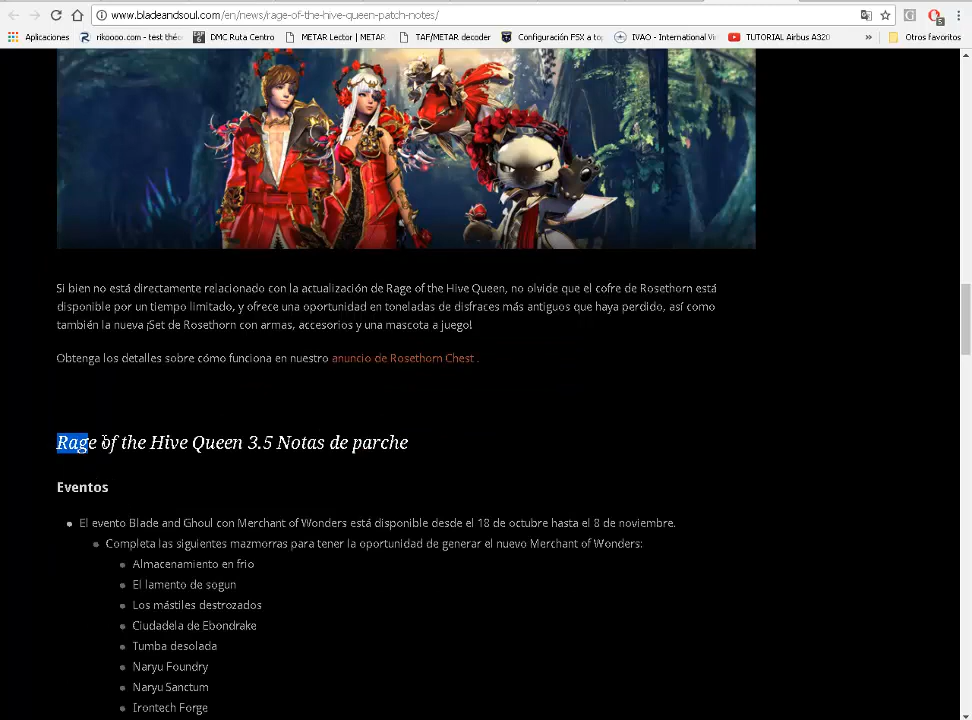 www.bladeandsoul.com/en/news/rage-of-the-hive-queen-patch-notes/
Aplicaciones rikoooo.com - test thé DMC Ruta Centro METAR Lector | METAR TAF/METAR decoder Configuración FSX a to IVAO - International Vi TUTORIAL Airbus A320 » Otros favoritos
Si bien no está directamente relacionado con la actualización de Rage of the Hive Queen, no olvide que el cofre de Rosethorn está
disponible por un tiempo limitado, y ofrece una oportunidad en toneladas de disfraces más antiguos que haya perdido, así como
también la nueva ¡Set de Rosethorn con armas, accesorios y una mascota a juego!
Obtenga los detalles sobre cómo funciona en nuestro anuncio de Rosethorn Chest .
Rage of the Hive Queen 3.5 Notas de parche
Eventos
El evento Blade and Ghoul con Merchant of Wonders está disponible desde el 18 de octubre hasta el 8 de noviembre.
Completa las siguientes mazmorras para tener la oportunidad de generar el nuevo Merchant of Wonders:
Almacenamiento en frio
El lamento de sogun
Los mástiles destrozados
Ciudadela de Ebondrake
Tumba desolada
Naryu Foundry
Naryu Sanctum
Irontech Forge